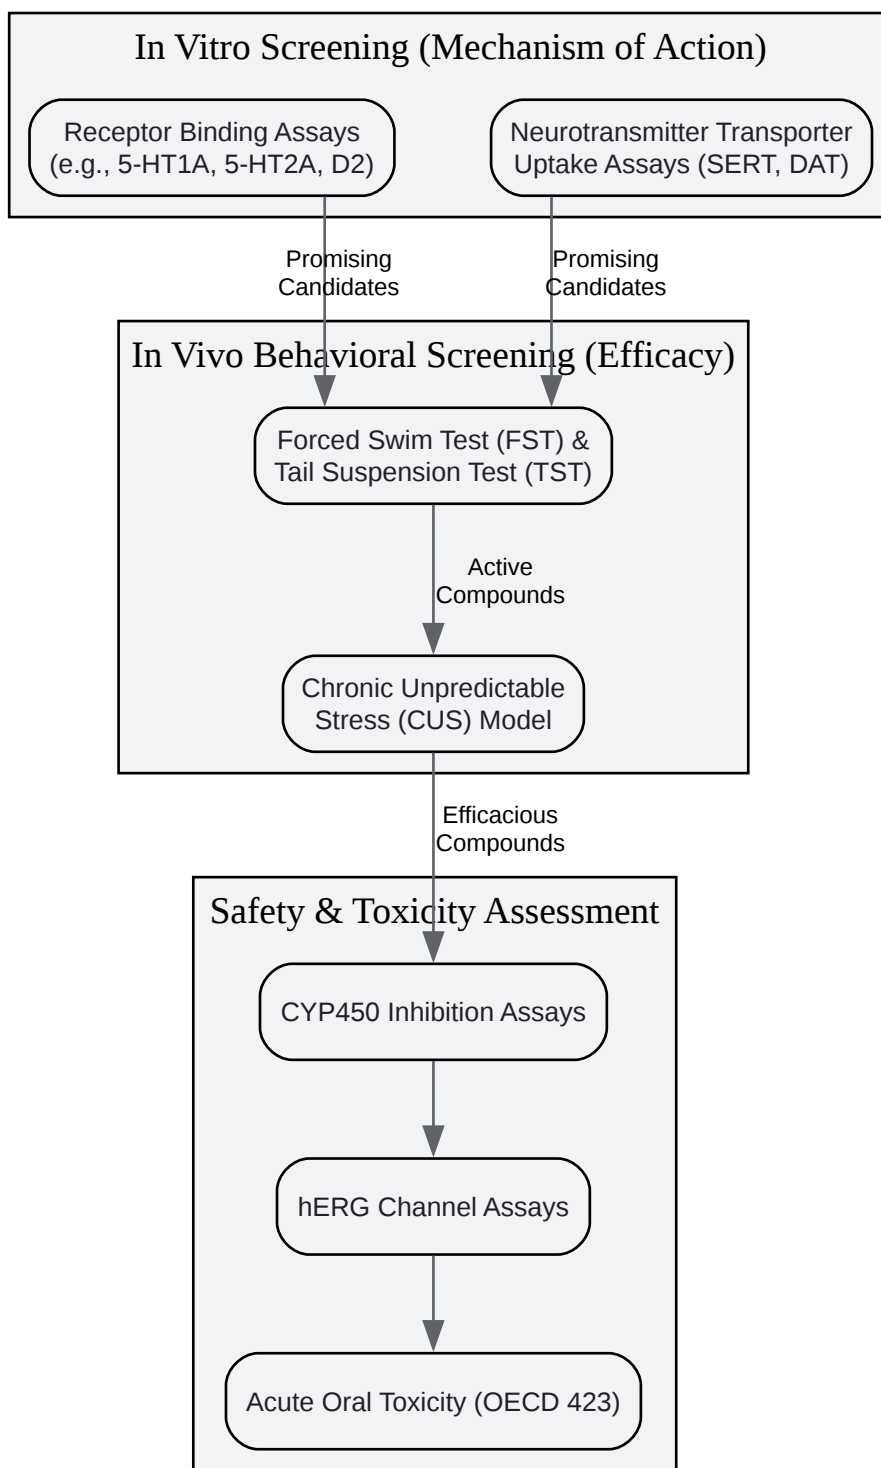 In Vitro Screening (Mechanism of Action)
Receptor Binding Assays
(e.g., 5-HT1A, 5-HT2A, D2)
Neurotransmitter Transporter
Uptake Assays (SERT, DAT)
Promising
Candidates
Promising
Candidates
In Vivo Behavioral Screening (Efficacy)
Forced Swim Test (FST) &
Tail Suspension Test (TST)
Active
Compounds
Chronic Unpredictable
Stress (CUS) Model
Efficacious
Compounds
Safety & Toxicity Assessment
CYP450 Inhibition Assays
hERG Channel Assays
Acute Oral Toxicity (OECD 423)